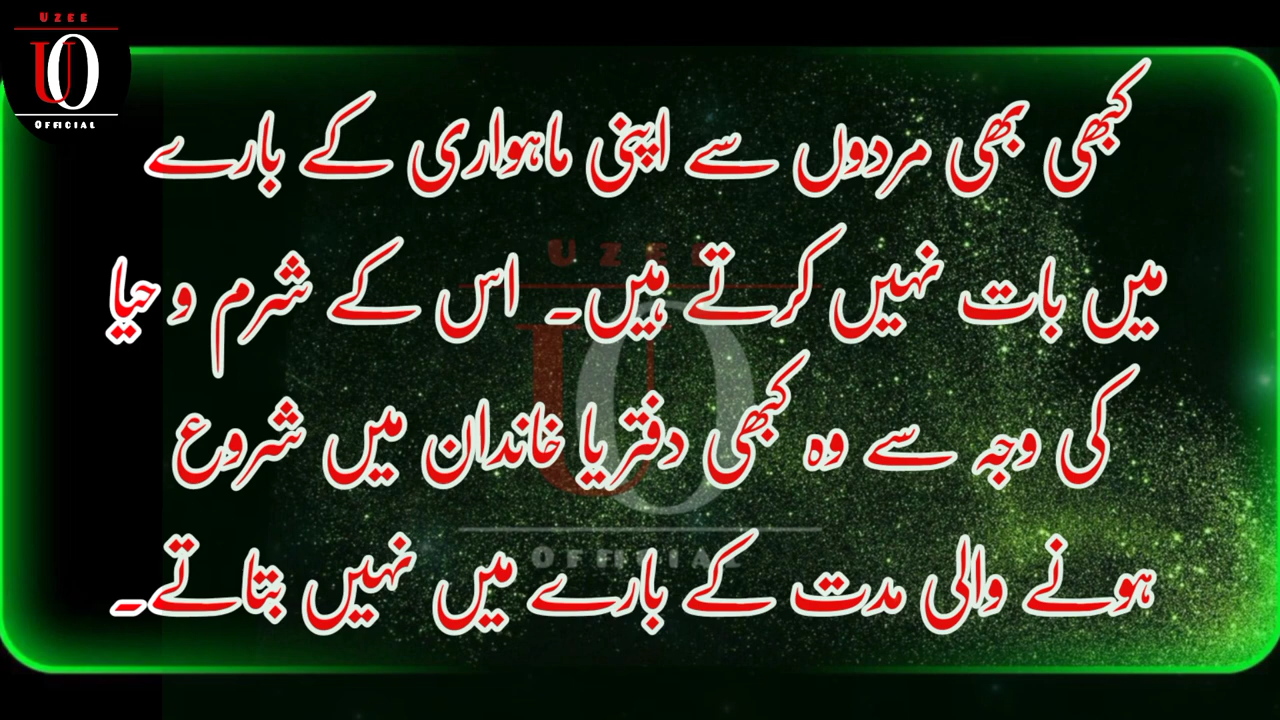 UZEE
UO
OFFICIAL
کبھی بھی مردوں سے اپنی ماہواری کے بارے
میں بات نہیں کرتے ہیں۔ اس کے شرم و حیا
کی وجہ سے وہ کبھی دفتر یا خاندان میں شروع
ہونے والی مدت کے بارے میں نہیں بتاتے۔
UZEE
UO
OFFICIAL